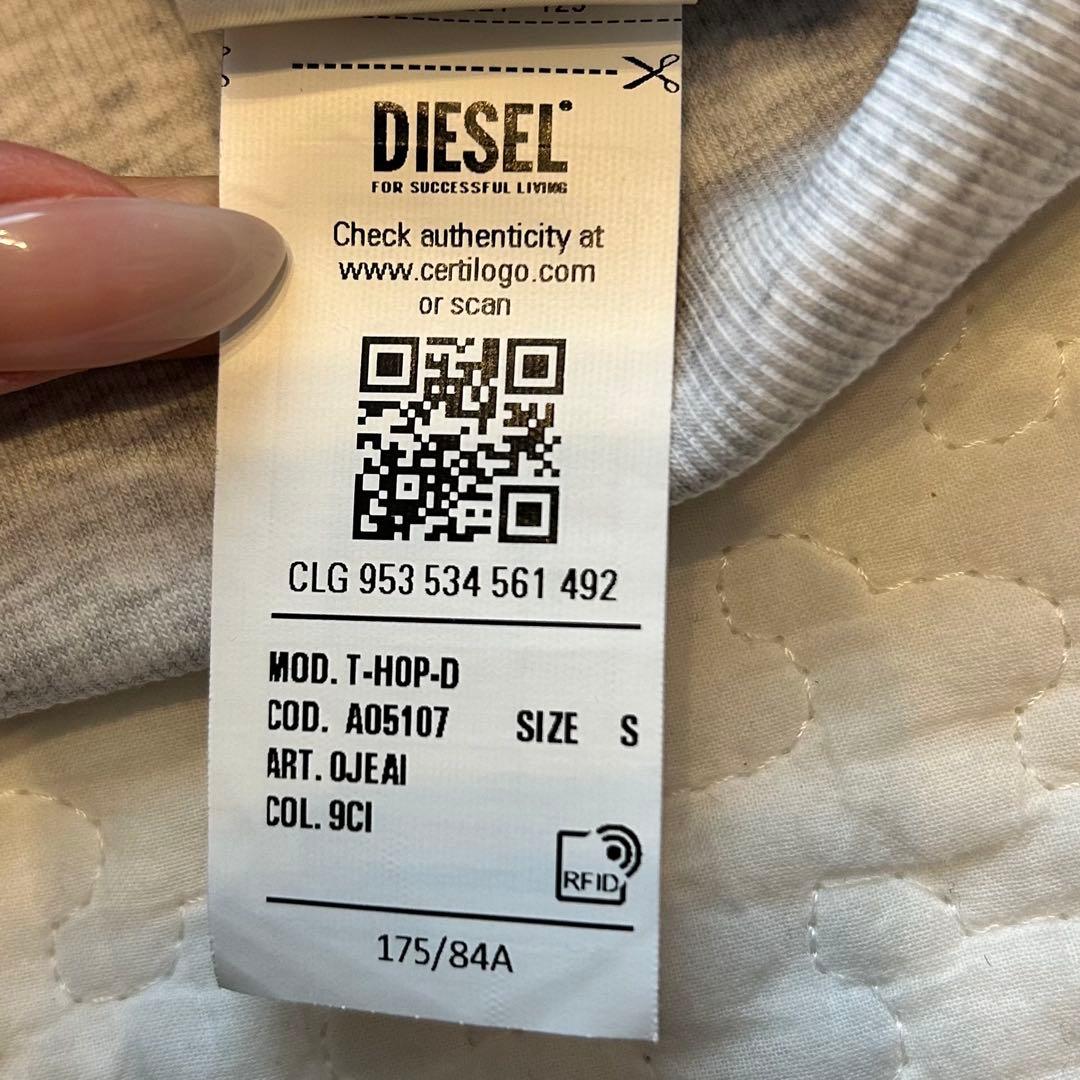 DIESEL
FOR SUCCESSFUL LIVING
Check authenticity at
www.certilogo.com
or scan
CLG 953 534 561 492
MOD. T-HOP-D
COD. A05107 SIZE S
ART. 0JEAI
COL. 9CI
RFID
175/84A